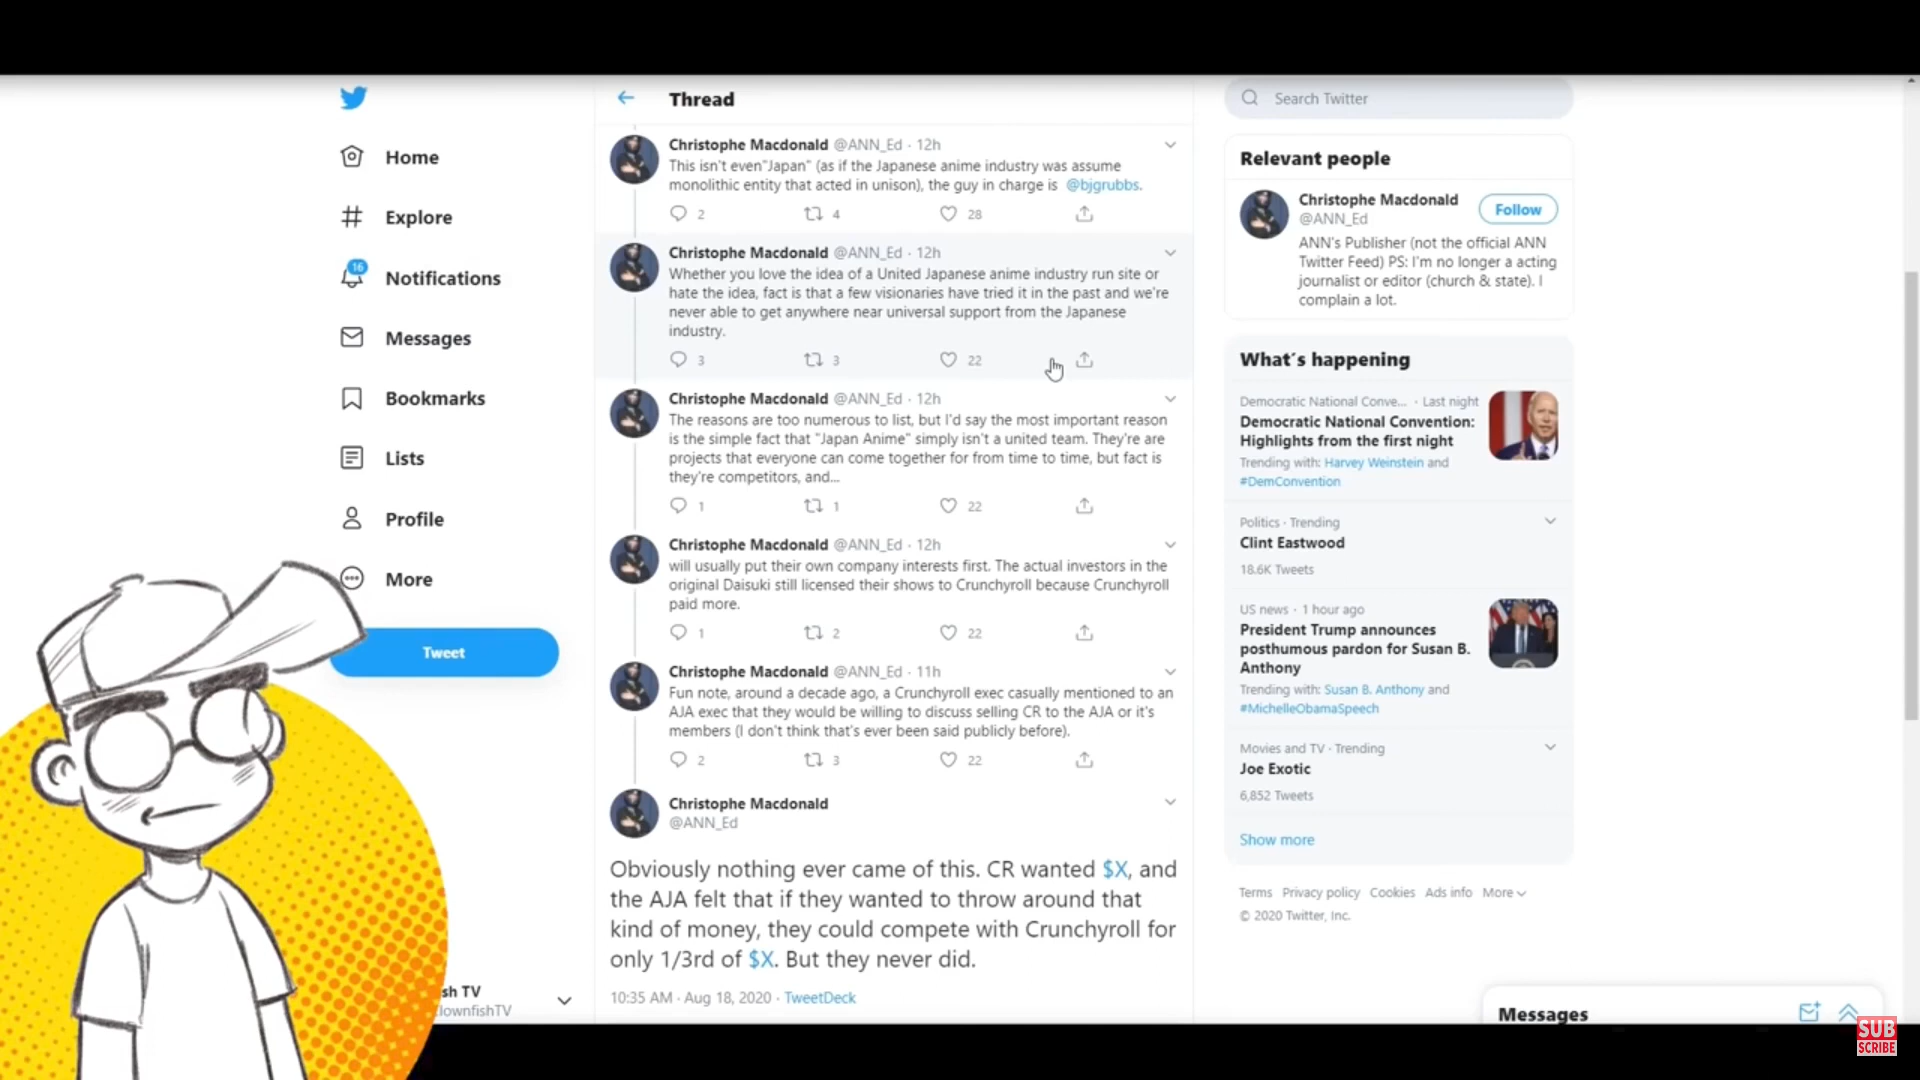 Home
Explore
16
Notifications
Messages
Bookmarks
Lists
Profile
More
Tweet
sh TV
lownfishTV
Thread
Christophe Macdonald @ANN_Ed · 12h
This isn't even"Japan" (as if the Japanese anime industry was assume
monolithic entity that acted in unison), the guy in charge is @bjgrubbs.
2 4 28
Christophe Macdonald @ANN_Ed · 12h
Whether you love the idea of a United Japanese anime industry run site or
hate the idea, fact is that a few visionaries have tried it in the past and we're
never able to get anywhere near universal support from the Japanese
industry.
3 3 22
Christophe Macdonald @ANN_Ed · 12h
The reasons are too numerous to list, but I'd say the most important reason
is the simple fact that "Japan Anime" simply isn't a united team. They're are
projects that everyone can come together for from time to time, but fact is
they're competitors, and...
1 1 22
Christophe Macdonald @ANN_Ed · 12h
will usually put their own company interests first. The actual investors in the
original Daisuki still licensed their shows to Crunchyroll because Crunchyroll
paid more.
1 2 22
Christophe Macdonald @ANN_Ed · 11h
Fun note, around a decade ago, a Crunchyroll exec casually mentioned to an
AJA exec that they would be willing to discuss selling CR to the AJA or it's
members (I don't think that's ever been said publicly before).
2 3 22
Christophe Macdonald
@ANN_Ed
Obviously nothing ever came of this. CR wanted $X, and
the AJA felt that if they wanted to throw around that
kind of money, they could compete with Crunchyroll for
only 1/3rd of $X. But they never did.
10:35 AM · Aug 18, 2020 · TweetDeck
Search Twitter
Relevant people
Christophe Macdonald
@ANN_Ed
Follow
ANN's Publisher (not the official ANN
Twitter Feed) PS: I'm no longer a acting
journalist or editor (church & state). I
complain a lot.
What's happening
Democratic National Conve... · Last night
Democratic National Convention:
Highlights from the first night
Trending with: Harvey Weinstein and
#DemConvention
Politics · Trending
Clint Eastwood
18.6K Tweets
US news · 1 hour ago
President Trump announces
posthumous pardon for Susan B.
Anthony
Trending with: Susan B. Anthony and
#MichelleObamaSpeech
Movies and TV · Trending
Joe Exotic
6,852 Tweets
Show more
Terms Privacy policy Cookies Ads info More
© 2020 Twitter, Inc.
Messages
SUB
SCRIBE